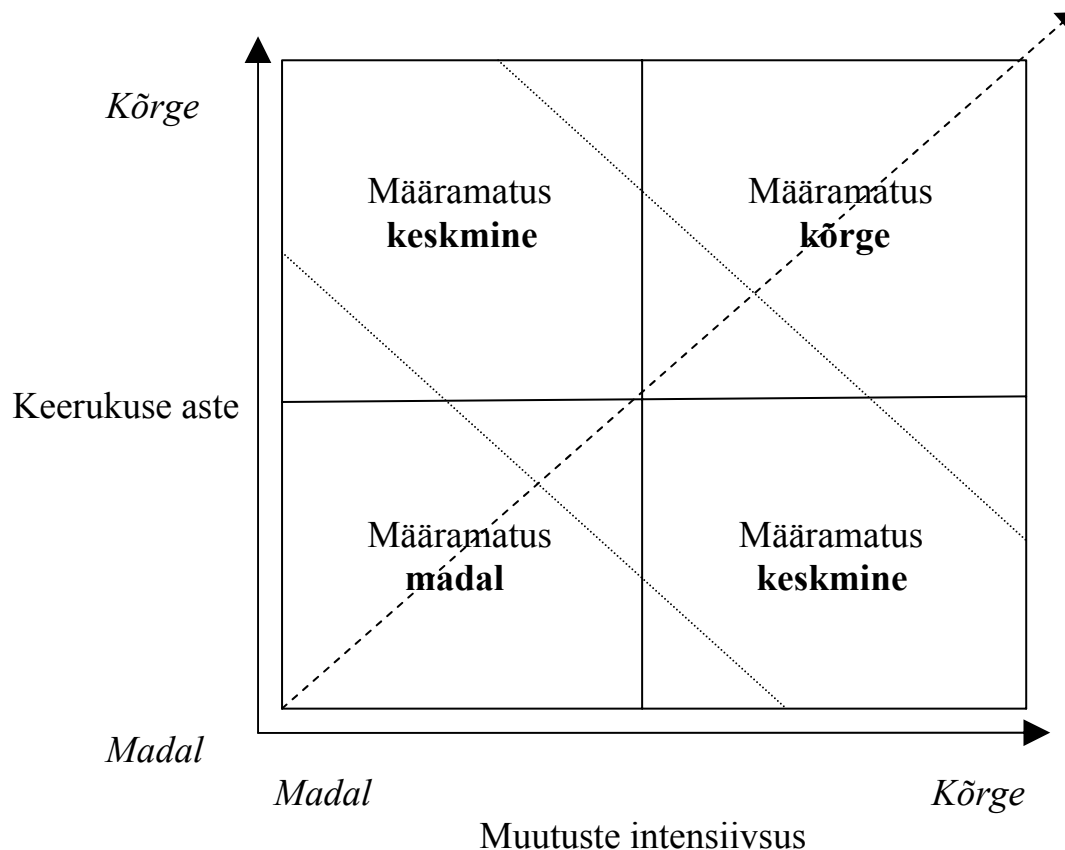 Kõrge
Määramatus
keskmine
Määramatus
kõrge
Keerukuse aste
Määramatus
madal
Määramatus
keskmine
Madal
Madal
Kõrge
Muutuste intensiivsus